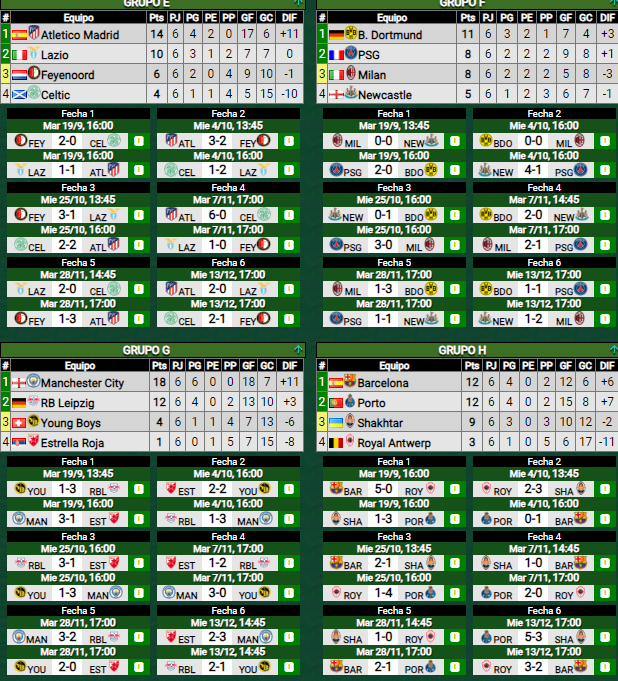 GRUPO E
# Equipo Pts PJ PG PE PP GF GC DIF
1 Atletico Madrid 14 6 4 2 0 17 6 +11
2 Lazio 10 6 3 1 2 7 7 0
3 Feyenoord 6 6 2 0 4 9 10 -1
4 Celtic 4 6 1 1 4 5 15 -10
Fecha 1
Mar 19/9, 16:00
FEY 2-0 CEL
Mar 19/9, 16:00
LAZ 1-1 ATL
Fecha 2
Mie 4/10, 13:45
ATL 3-2 FEY
Mie 4/10, 16:00
CEL 1-2 LAZ
Fecha 3
Mie 25/10, 13:45
FEY 3-1 LAZ
Mie 25/10, 16:00
CEL 2-2 ATL
Fecha 4
Mar 7/11, 17:00
ATL 6-0 CEL
Mar 7/11, 17:00
LAZ 1-0 FEY
Fecha 5
Mar 28/11, 14:45
LAZ 2-0 CEL
Mar 28/11, 17:00
FEY 1-3 ATL
Fecha 6
Mie 13/12, 17:00
ATL 2-0 LAZ
Mie 13/12, 17:00
CEL 2-1 FEY
GRUPO F
# Equipo Pts PJ PG PE PP GF GC DIF
1 B. Dortmund 11 6 3 2 1 7 4 +3
2 PSG 8 6 2 2 2 9 8 +1
3 Milan 8 6 2 2 2 5 8 -3
4 Newcastle 5 6 1 2 3 6 7 -1
Fecha 1
Mar 19/9, 13:45
MIL 0-0 NEW
Mar 19/9, 16:00
PSG 2-0 BDO
Fecha 2
Mie 4/10, 16:00
BDO 0-0 MIL
Mie 4/10, 16:00
NEW 4-1 PSG
Fecha 3
Mie 25/10, 16:00
NEW 0-1 BDO
Mie 25/10, 16:00
PSG 3-0 MIL
Fecha 4
Mar 7/11, 14:45
BDO 2-0 NEW
Mar 7/11, 17:00
MIL 2-1 PSG
Fecha 5
Mar 28/11, 17:00
MIL 1-3 BDO
Mar 28/11, 17:00
PSG 1-1 NEW
Fecha 6
Mie 13/12, 17:00
BDO 1-1 PSG
Mie 13/12, 17:00
NEW 1-2 MIL
GRUPO G
# Equipo Pts PJ PG PE PP GF GC DIF
1 Manchester City 18 6 6 0 0 18 7 +11
2 RB Leipzig 12 6 4 0 2 13 10 +3
3 Young Boys 4 6 1 1 4 7 13 -6
4 Estrella Roja 1 6 0 1 5 7 15 -8
Fecha 1
Mar 19/9, 13:45
YOU 1-3 RBL
Mar 19/9, 16:00
MAN 3-1 EST
Fecha 2
Mie 4/10, 16:00
EST 2-2 YOU
Mie 4/10, 16:00
RBL 1-3 MAN
Fecha 3
Mie 25/10, 16:00
RBL 3-1 EST
Mie 25/10, 16:00
YOU 1-3 MAN
Fecha 4
Mar 7/11, 17:00
EST 1-2 RBL
Mar 7/11, 17:00
MAN 3-0 YOU
Fecha 5
Mar 28/11, 17:00
MAN 3-2 RBL
Mar 28/11, 17:00
YOU 2-0 EST
Fecha 6
Mie 13/12, 14:45
EST 2-3 MAN
Mie 13/12, 14:45
RBL 2-1 YOU
GRUPO H
# Equipo Pts PJ PG PE PP GF GC DIF
1 Barcelona 12 6 4 0 2 12 6 +6
2 Porto 12 6 4 0 2 15 8 +7
3 Shakhtar 9 6 3 0 3 10 12 -2
4 Royal Antwerp 3 6 1 0 5 6 17 -11
Fecha 1
Mar 19/9, 16:00
BAR 5-0 ROY
Mar 19/9, 16:00
SHA 1-3 POR
Fecha 2
Mie 4/10, 13:45
ROY 2-3 SHA
Mie 4/10, 16:00
POR 0-1 BAR
Fecha 3
Mie 25/10, 13:45
BAR 2-1 SHA
Mie 25/10, 16:00
ROY 1-4 POR
Fecha 4
Mar 7/11, 14:45
SHA 1-0 BAR
Mar 7/11, 17:00
POR 2-0 ROY
Fecha 5
Mar 28/11, 14:45
SHA 1-0 ROY
Mar 28/11, 17:00
BAR 2-1 POR
Fecha 6
Mie 13/12, 17:00
POR 5-3 SHA
Mie 13/12, 17:00
ROY 3-2 BAR